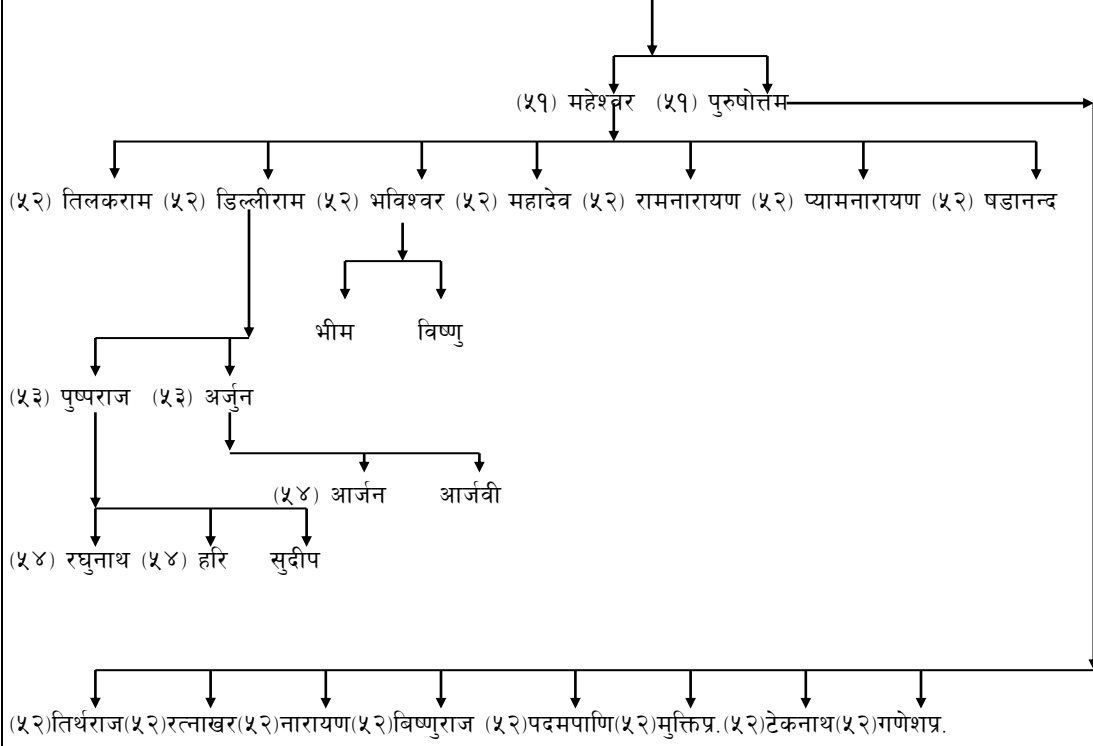 (५१) महेश्वर (५१) पुरुषोत्तम
(५२) तिलकराम (५२) डिल्लीराम (५२) भविश्वर (५२) महादेव (५२) रामनारायण (५२) प्यामनारायण (५२) षडानन्द
भीम विष्णु
(५३) पुष्पराज (५३) अर्जुन
(५४) आर्जन आर्जवी
(५४) रघुनाथ (५४) हरि सुदीप
(५२)तिर्थराज(५२)रत्नाखर(५२)नारायण(५२)बिष्णुराज (५२)पदमपाणि(५२)मुक्तिप्र.(५२)टेकनाथ(५२)गणेशप्र.